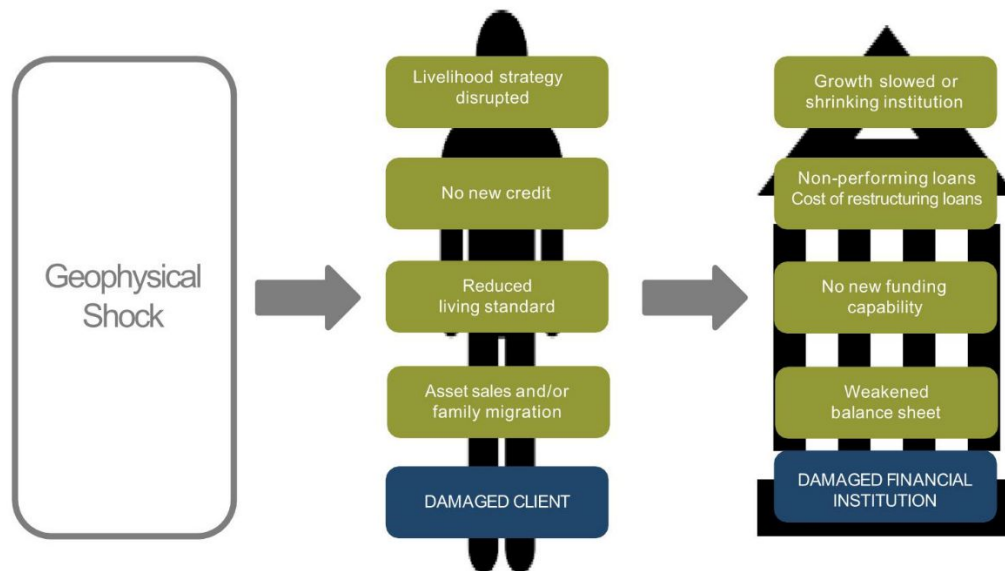 Geophysical
Shock
Livelihood strategy
disrupted
No new credit
Reduced
living standard
Asset sales and/or
family migration
DAMAGED CLIENT
Growth slowed or
shrinking institution
Non-performing loans
Cost of restructuring loans
No new funding
capability
Weakened
balance sheet
DAMAGED FINANCIAL
INSTITUTION